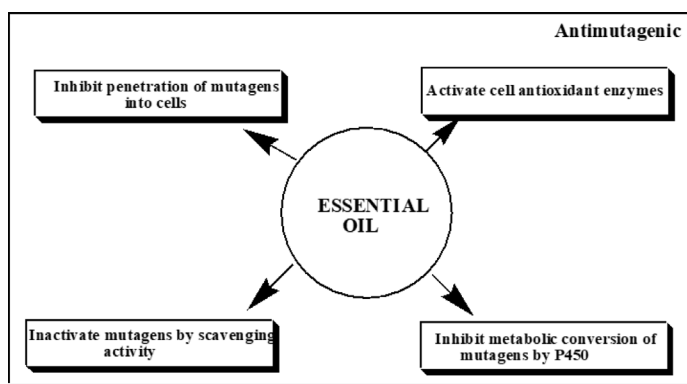 Antimutagenic
Inhibit penetration of mutagens
into cells
Activate cell antioxidant enzymes
ESSENTIAL
OIL
Inactivate mutagens by scavenging
activity
Inhibit metabolic conversion of
mutagens by P450